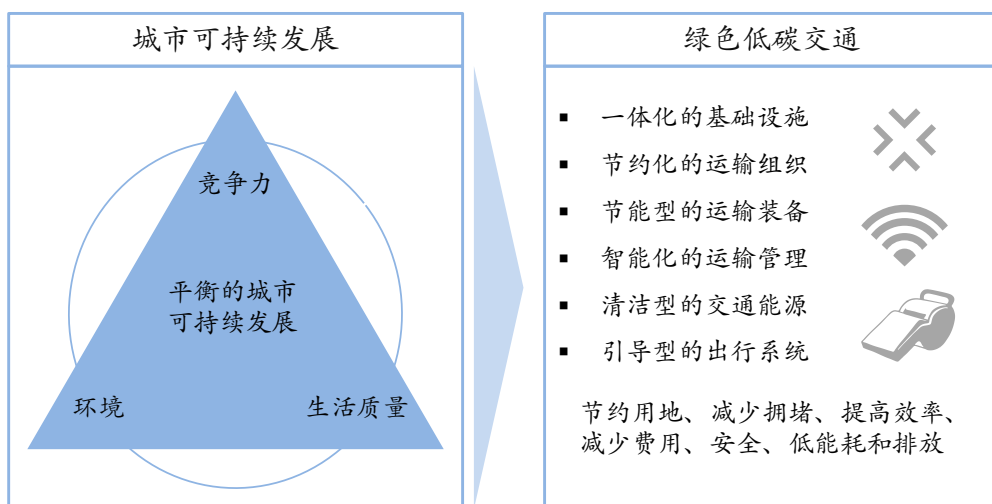 城市可持续发展
竞争力
平衡的城市
可持续发展
环境
生活质量
绿色低碳交通
▪ 一体化的基础设施
▪ 节约化的运输组织
▪ 节能型的运输装备
▪ 智能化的运输管理
▪ 清洁型的交通能源
▪ 引导型的出行系统
节约用地、减少拥堵、提高效率、
减少费用、安全、低能耗和排放